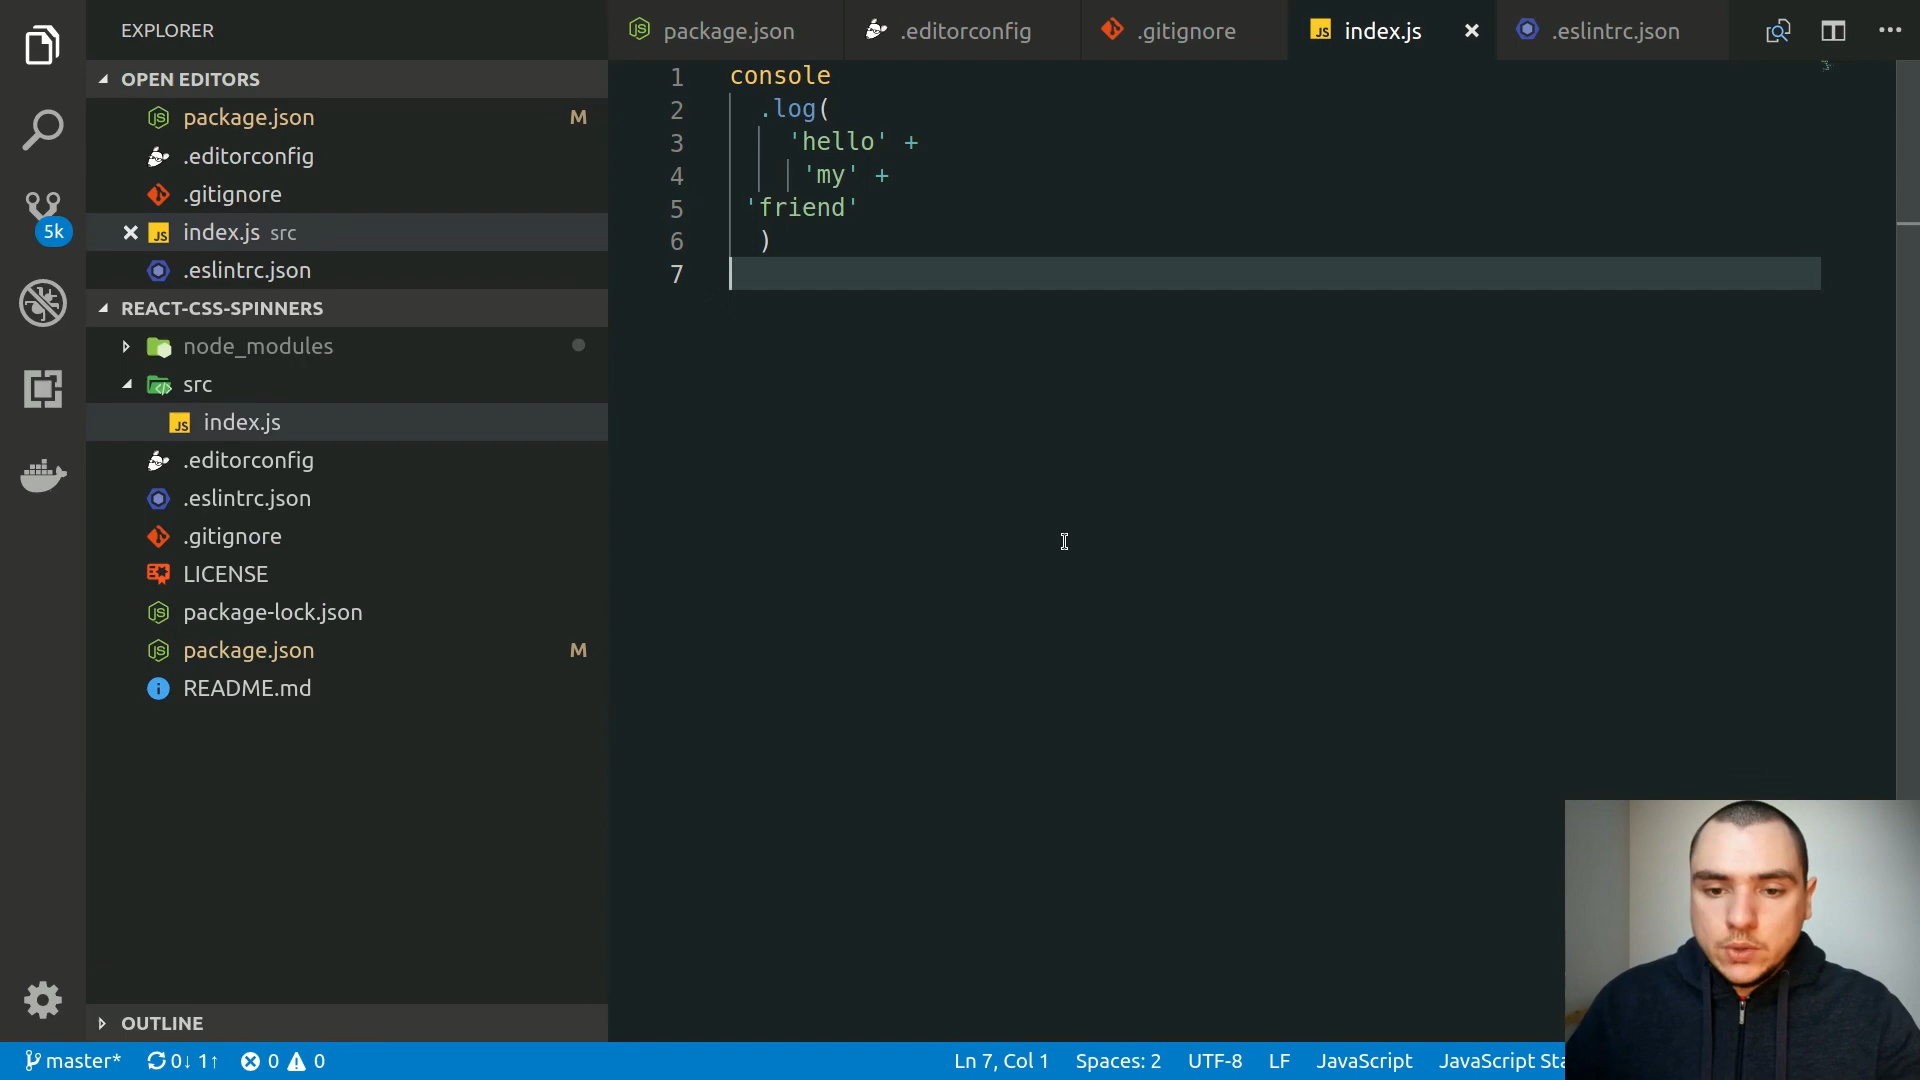 EXPLORER
OPEN EDITORS
package.json M
.editorconfig
.gitignore
index.js src
.eslintrc.json
REACT-CSS-SPINNERS
node_modules
src
index.js
.editorconfig
.eslintrc.json
.gitignore
LICENSE
package-lock.json
package.json M
README.md
OUTLINE
5k
package.json
.editorconfig
.gitignore
index.js
.eslintrc.json
1 console
2 .log(
3 'hello' +
4 'my' +
5 'friend'
6 )
7
master* 0↓ 1↑ 0 0
Ln 7, Col 1 Spaces: 2 UTF-8 LF JavaScript JavaScript Sta